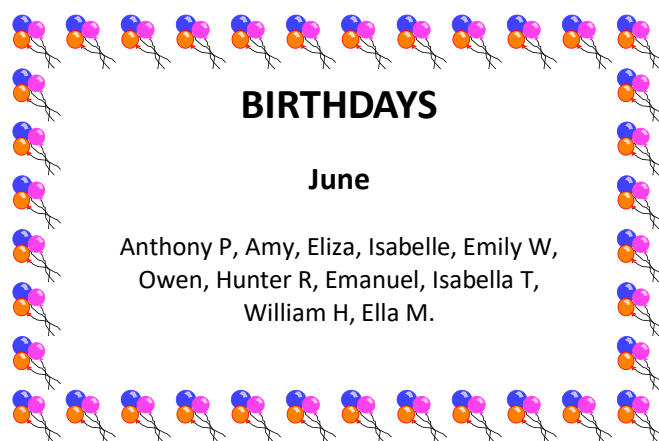 BIRTHDAYS
June
Anthony P, Amy, Eliza, Isabelle, Emily W,
Owen, Hunter R, Emanuel, Isabella T,
William H, Ella M.